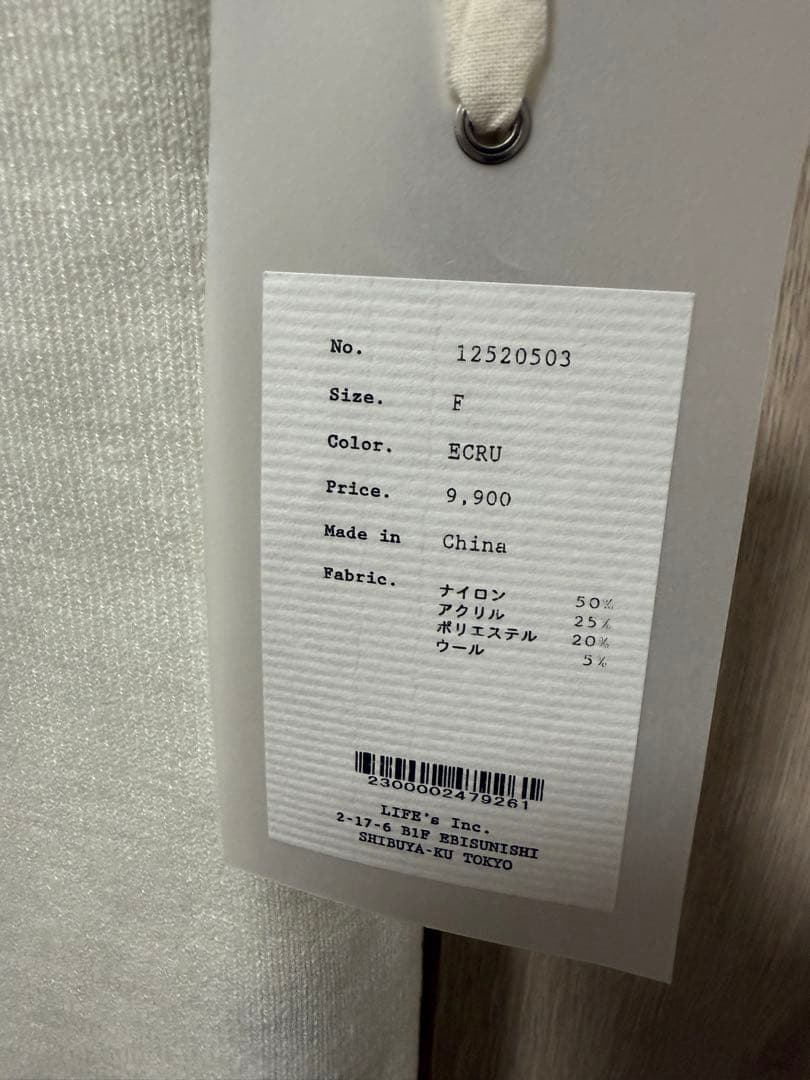 No. 12520503
Size. F
Color. ECRU
Price. 9,900
Made in China
Fabric. ナイロン 50%
アクリル 25%
ポリエステル 20%
ウール 5%
2300002479261
LIFE's Inc.
2-17-6 B1F EBISUNISHI
SHIBUYA-KU TOKYO